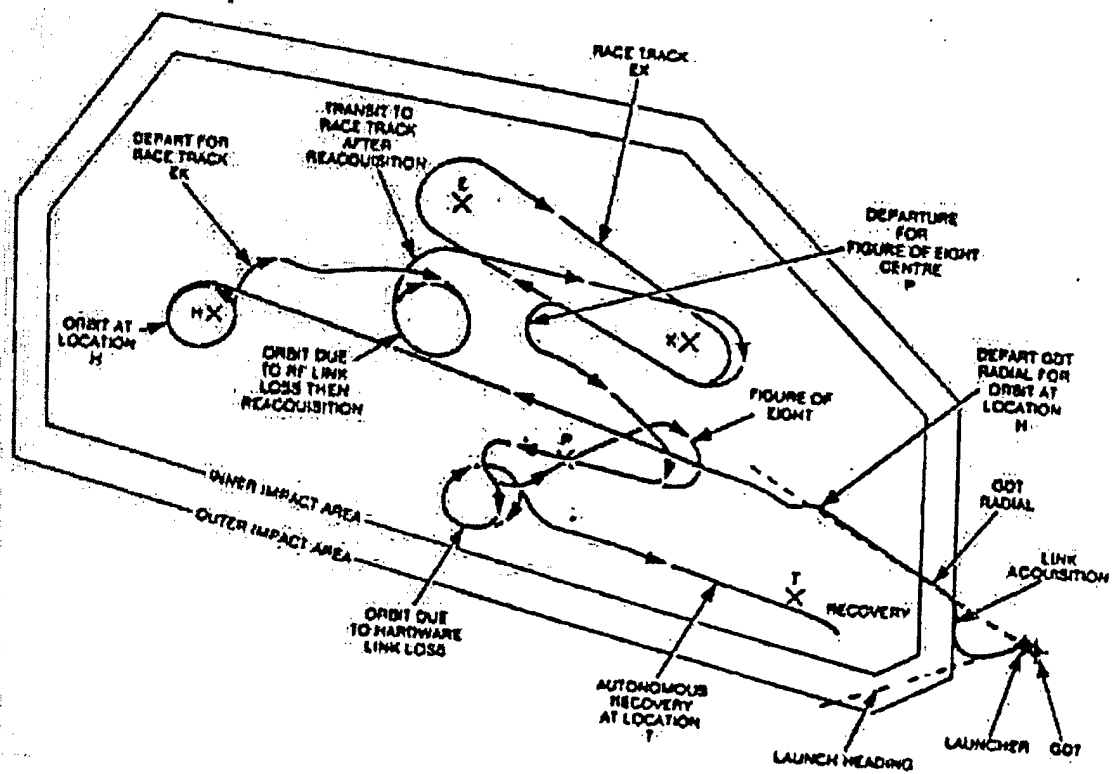 RACE TRACK
EX
TRANSIT TO
RACE TRACK
AFTER
REACQUISITION
DEPART FOR
RACE TRACK
EX
E
DEPARTURE
FOR
FIGURE OF EIGHT
CENTRE
P
H
X
ORBIT AT
LOCATION
H
ORBIT DUE
TO RF LINK
LOSS THEN
REACQUISITION
DEPART GDT
RADIAL FOR
ORBIT AT
LOCATION
H
FIGURE OF
EIGHT
P
INNER IMPACT AREA
OUTER IMPACT AREA
GDT
RADIAL
LINK
ACQUISITION
T
RECOVERY
ORBIT DUE
TO HARDWARE
LINK LOSS
AUTONOMOUS
RECOVERY
AT LOCATION
T
LAUNCH HEADING
LAUNCHER
GDT